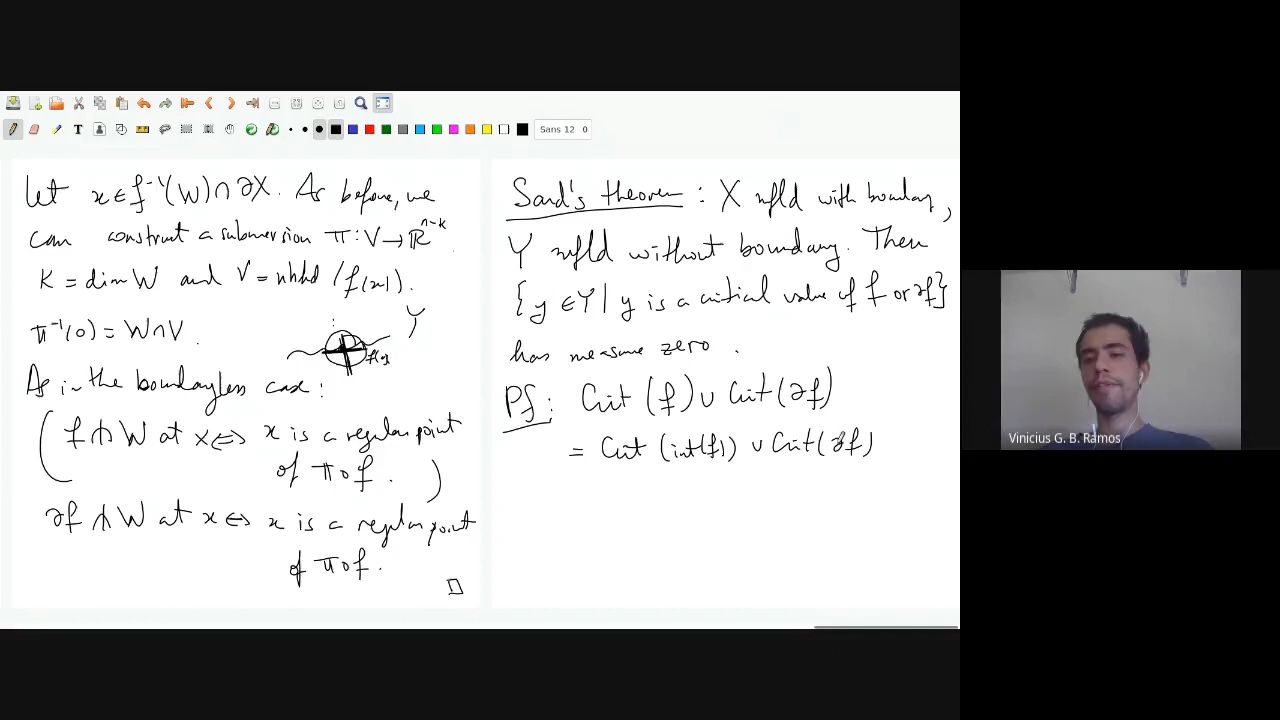 Sans 12 0
Let x ∈ f⁻¹(W) ∩ ∂X. As before, we
can construct a submersion π: V → ℝⁿ⁻ᵏ
K = dim W and V = nbhd /f(x).
π⁻¹(0) = W ∩ V.
Y
f(x)
As in the boundaryless case:
(f ⋔ W at x ⇔ x is a regular point
of π∘f.)
∂f ⋔ W at x ⇔ x is a regular point
of π∘f.
□
Sard's theorem: X mfld with boundary,
Y mfld without boundary. Then
{y ∈ Y | y is a critical value of f or ∂f}
has measure zero.
Pf: Crit (f) ∪ Crit (∂f)
= Crit (int(f)) ∪ Crit (∂f)
Vinicius G. B. Ramos